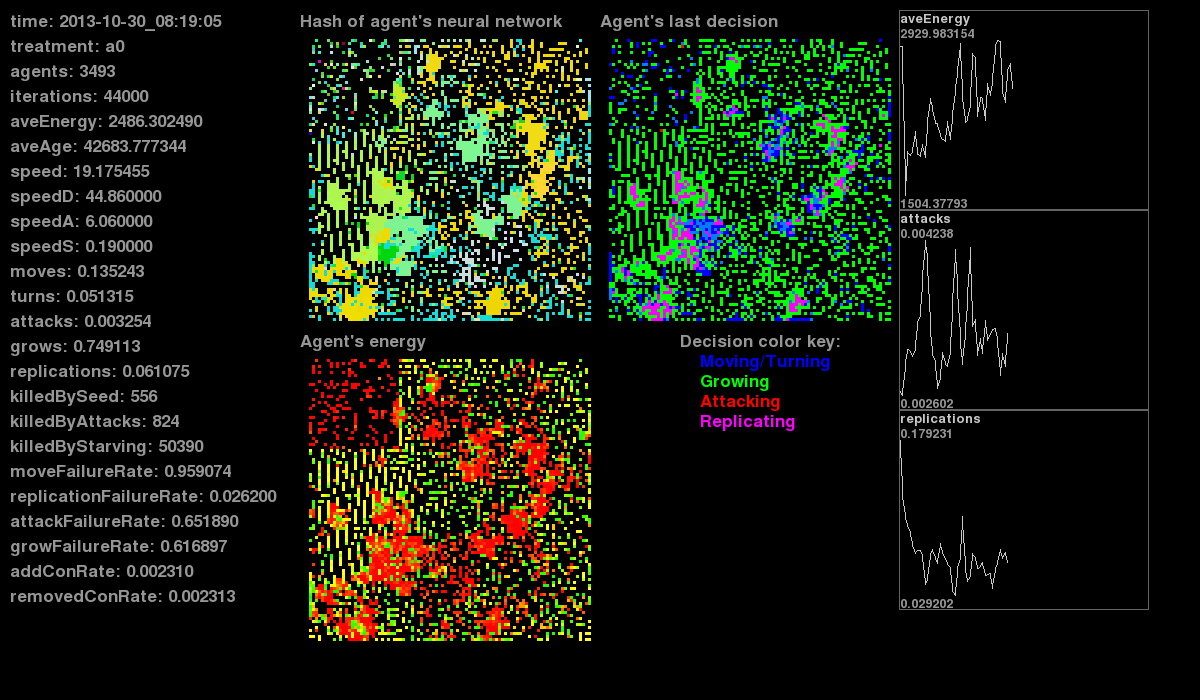 time: 2013-10-30_08:19:05
treatment: a0
agents: 3493
iterations: 44000
aveEnergy: 2486.302490
aveAge: 42683.777344
speed: 19.175455
speedD: 44.860000
speedA: 6.060000
speedS: 0.190000
moves: 0.135243
turns: 0.051315
attacks: 0.003254
grows: 0.749113
replications: 0.061075
killedBySeed: 556
killedByAttacks: 824
killedByStarving: 50390
moveFailureRate: 0.959074
replicationFailureRate: 0.026200
attackFailureRate: 0.651890
growFailureRate: 0.616897
addConRate: 0.002310
removedConRate: 0.002313
Hash of agent's neural network
Agent's last decision
Agent's energy
Decision color key:
Moving/Turning
Growing
Attacking
Replicating
aveEnergy
2929.983154
1504.37793
attacks
0.004238
0.002602
replications
0.179231
0.029202